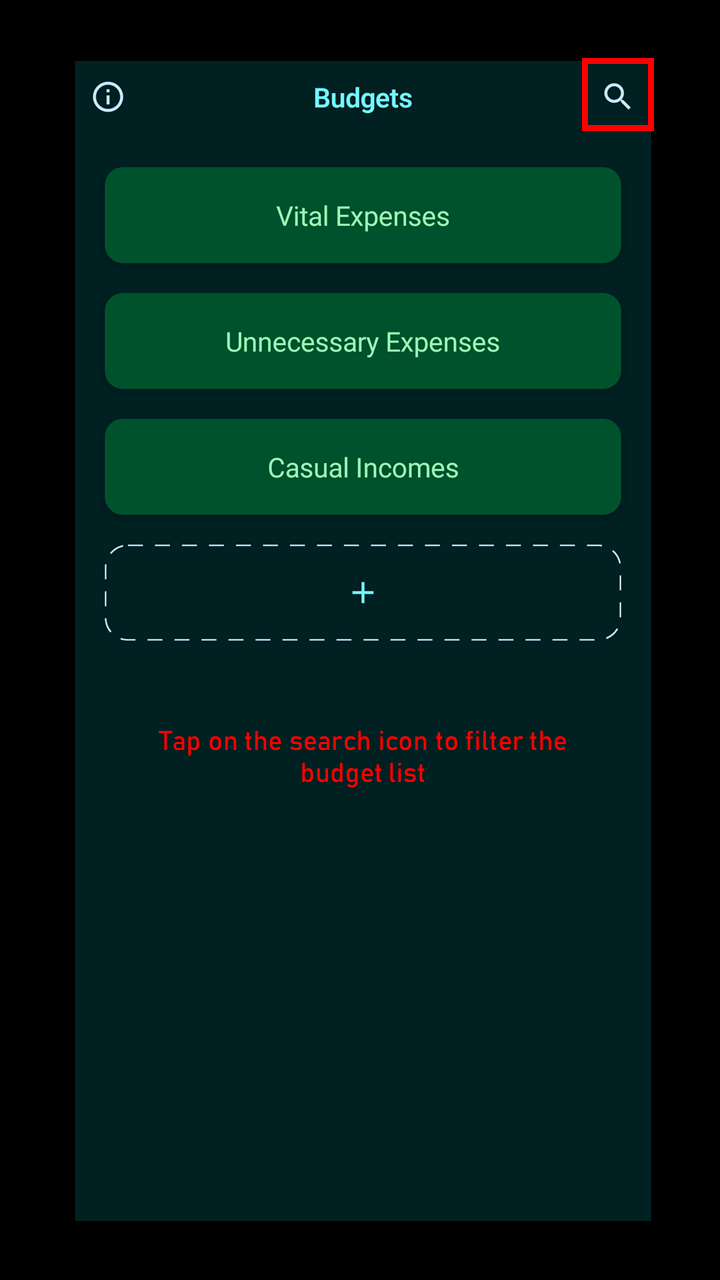 Budgets
Vital Expenses
Unnecessary Expenses
Casual Incomes
+
Tap on the search icon to filter the
budget list